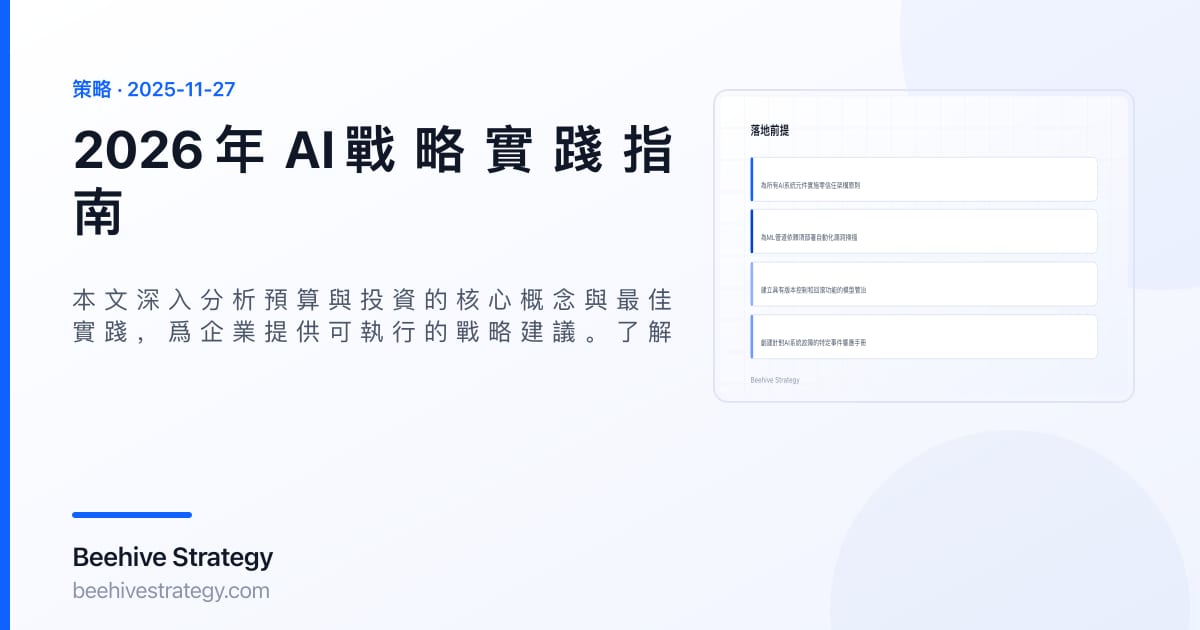 策略 · 2025-11-27
2026年 AI戰略實踐指
南
本文深入分析預算與投資的核心概念與最佳
實踐，爲企業提供可執行的戰略建議。了解
落地前提
為所有AI系統元件實施零信任架構原則
為ML管道依賴項部署自動化漏洞掃描
建立具有版本控制和回滾功能的模型管治
創建針對AI系統故障的特定事件響應手冊
Beehive Strategy
Beehive Strategy
beehivestrategy.com